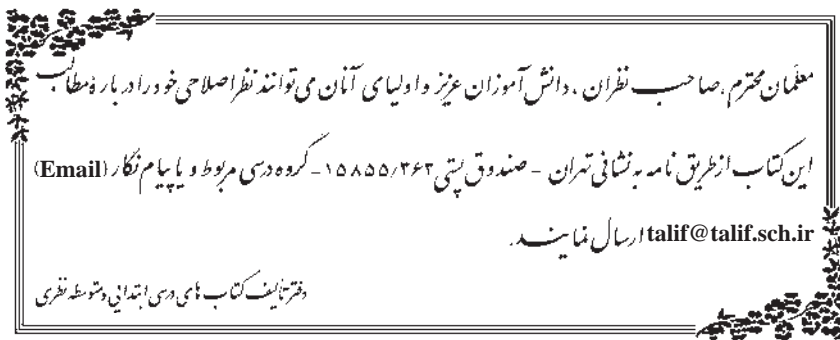 معلّمان محترم، صاحب نظران، دانش آموزان عزیز و اولیای آنان می توانند نظر اصلاحی خود را در بارۀ مطالب
این کتاب از طریق نامه به نشانی تهران - صندوق پستی ۱۵۸۵۵/۳۶۳ - گروه درسی مربوط و یا پیام نگار (Email)
talif@talif.sch.ir ارسال نمایند.
دفتر تألیف کتاب های درسی ابتدایی و متوسطه نظری